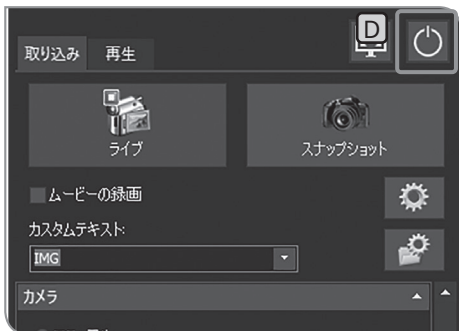 D
取り込み
再生
ライブ
スナップショット
ムービーの録画
カスタムテキスト:
IMG
カメラ